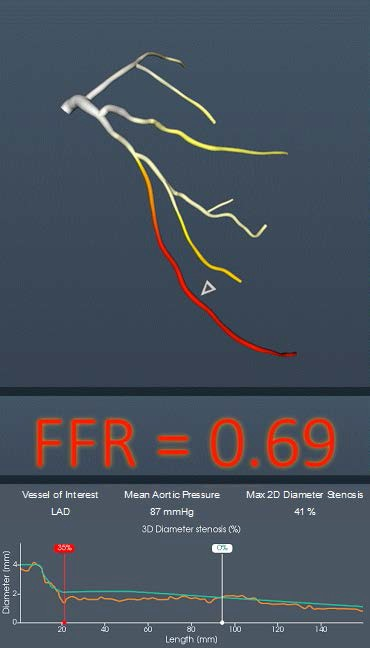 FFR = 0.69
Vessel of Interest Mean Aortic Pressure Max 2D Diameter Stenosis
LAD 87 mmHg 41 %
3D Diameter stenosis (%)
35% 0%
Diameter (mm)
4
2
0
20 40 60 80 100 120 140
Length (mm)